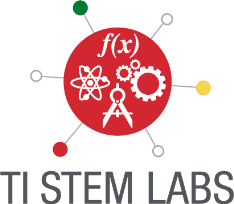 f(x)
TI STEM LABS